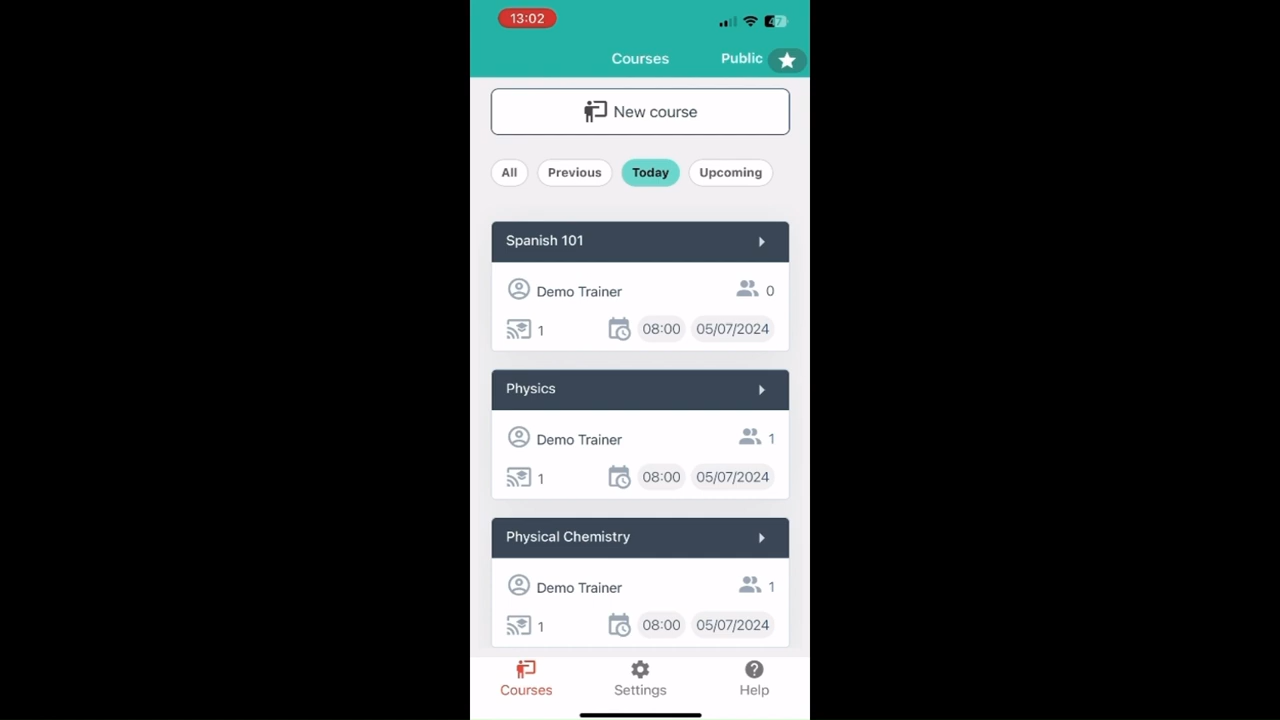 13:02
47
Courses Public
New course
All Previous Today Upcoming
Spanish 101
Demo Trainer 0
1 08:00 05/07/2024
Physics
Demo Trainer 1
1 08:00 05/07/2024
Physical Chemistry
Demo Trainer 1
1 08:00 05/07/2024
Courses Settings Help